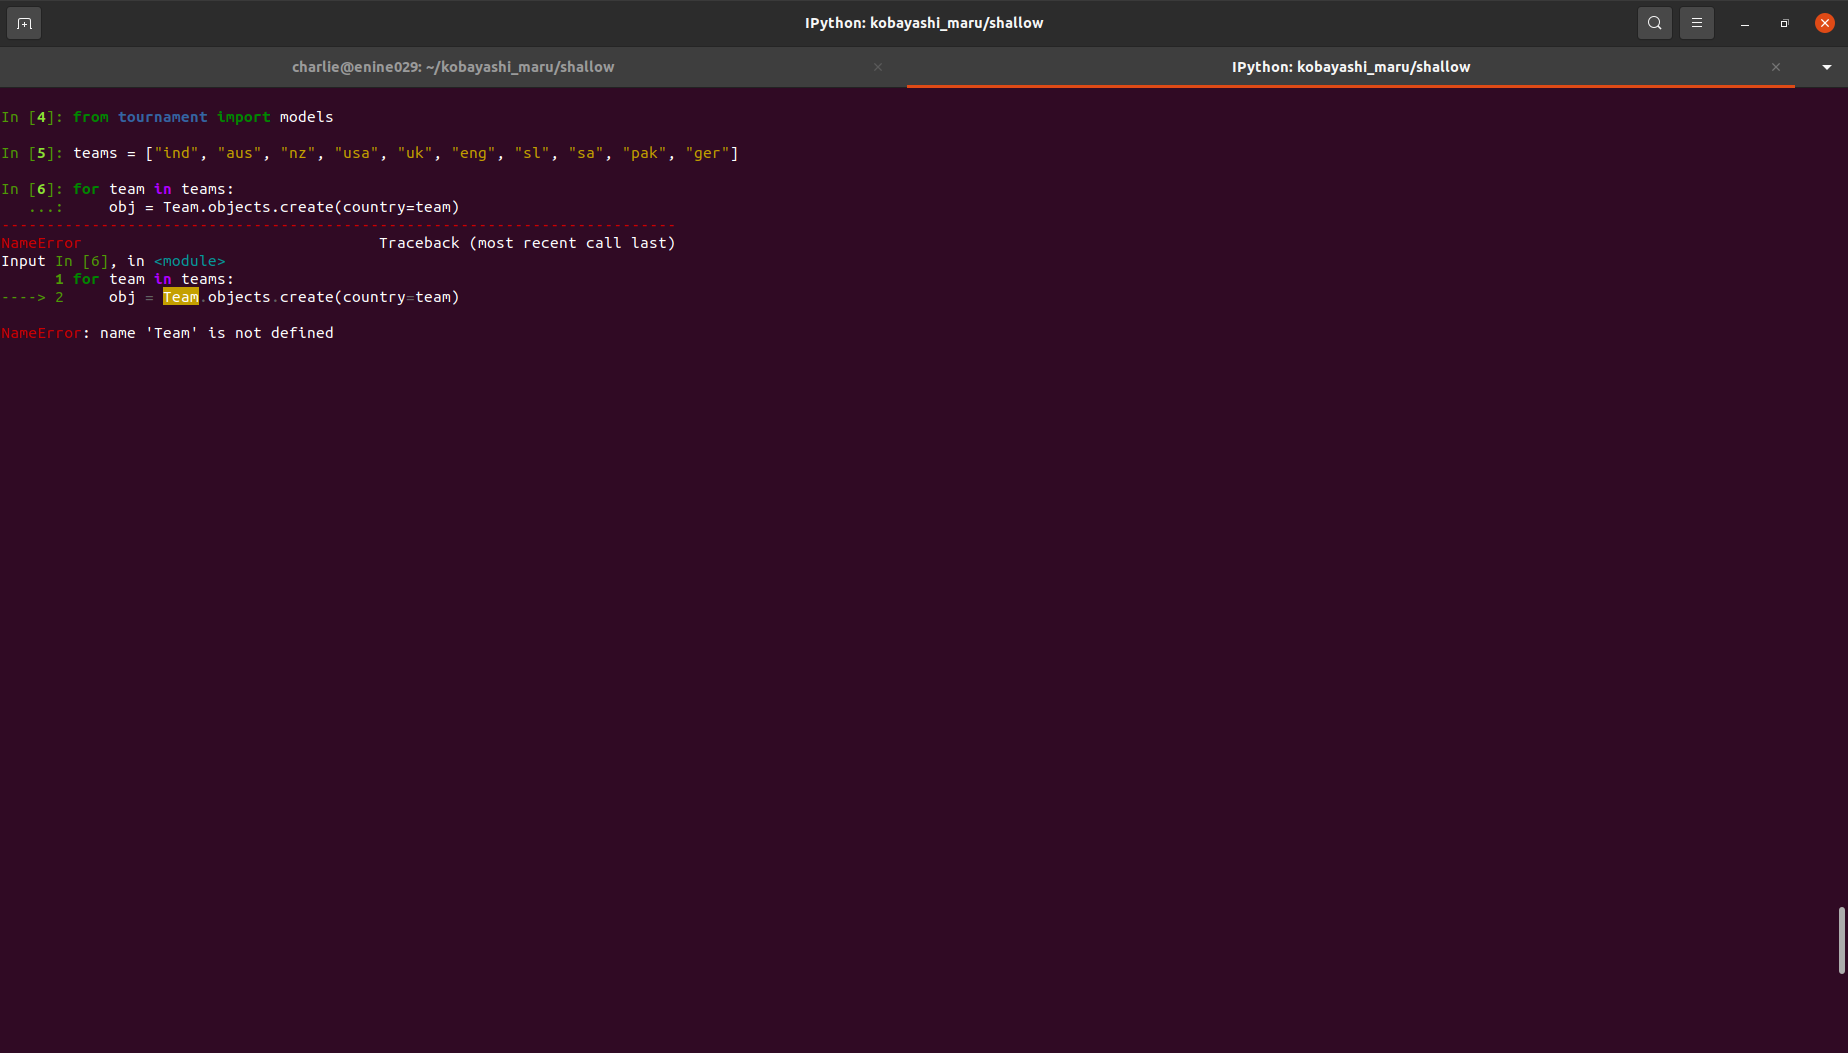 IPython: kobayashi_maru/shallow
charlie@enine029: ~/kobayashi_maru/shallow
IPython: kobayashi_maru/shallow
In [4]: from tournament import models
In [5]: teams = ["ind", "aus", "nz", "usa", "uk", "eng", "sl", "sa", "pak", "ger"]
In [6]: for team in teams:
   ...:     obj = Team.objects.create(country=team)
---------------------------------------------------------------------------
NameError                                 Traceback (most recent call last)
Input In [6], in <module>
      1 for team in teams:
----> 2     obj = Team.objects.create(country=team)
NameError: name 'Team' is not defined